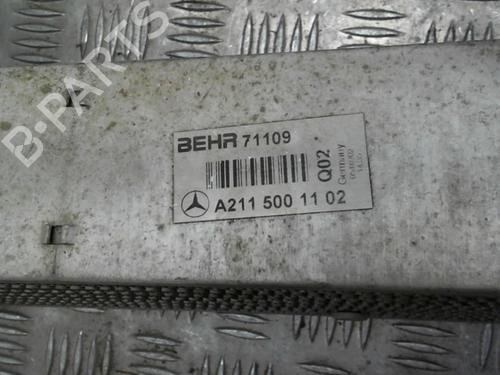 B-PARTS
BEHR 71109
Q02
Germany
A211 500 11 02